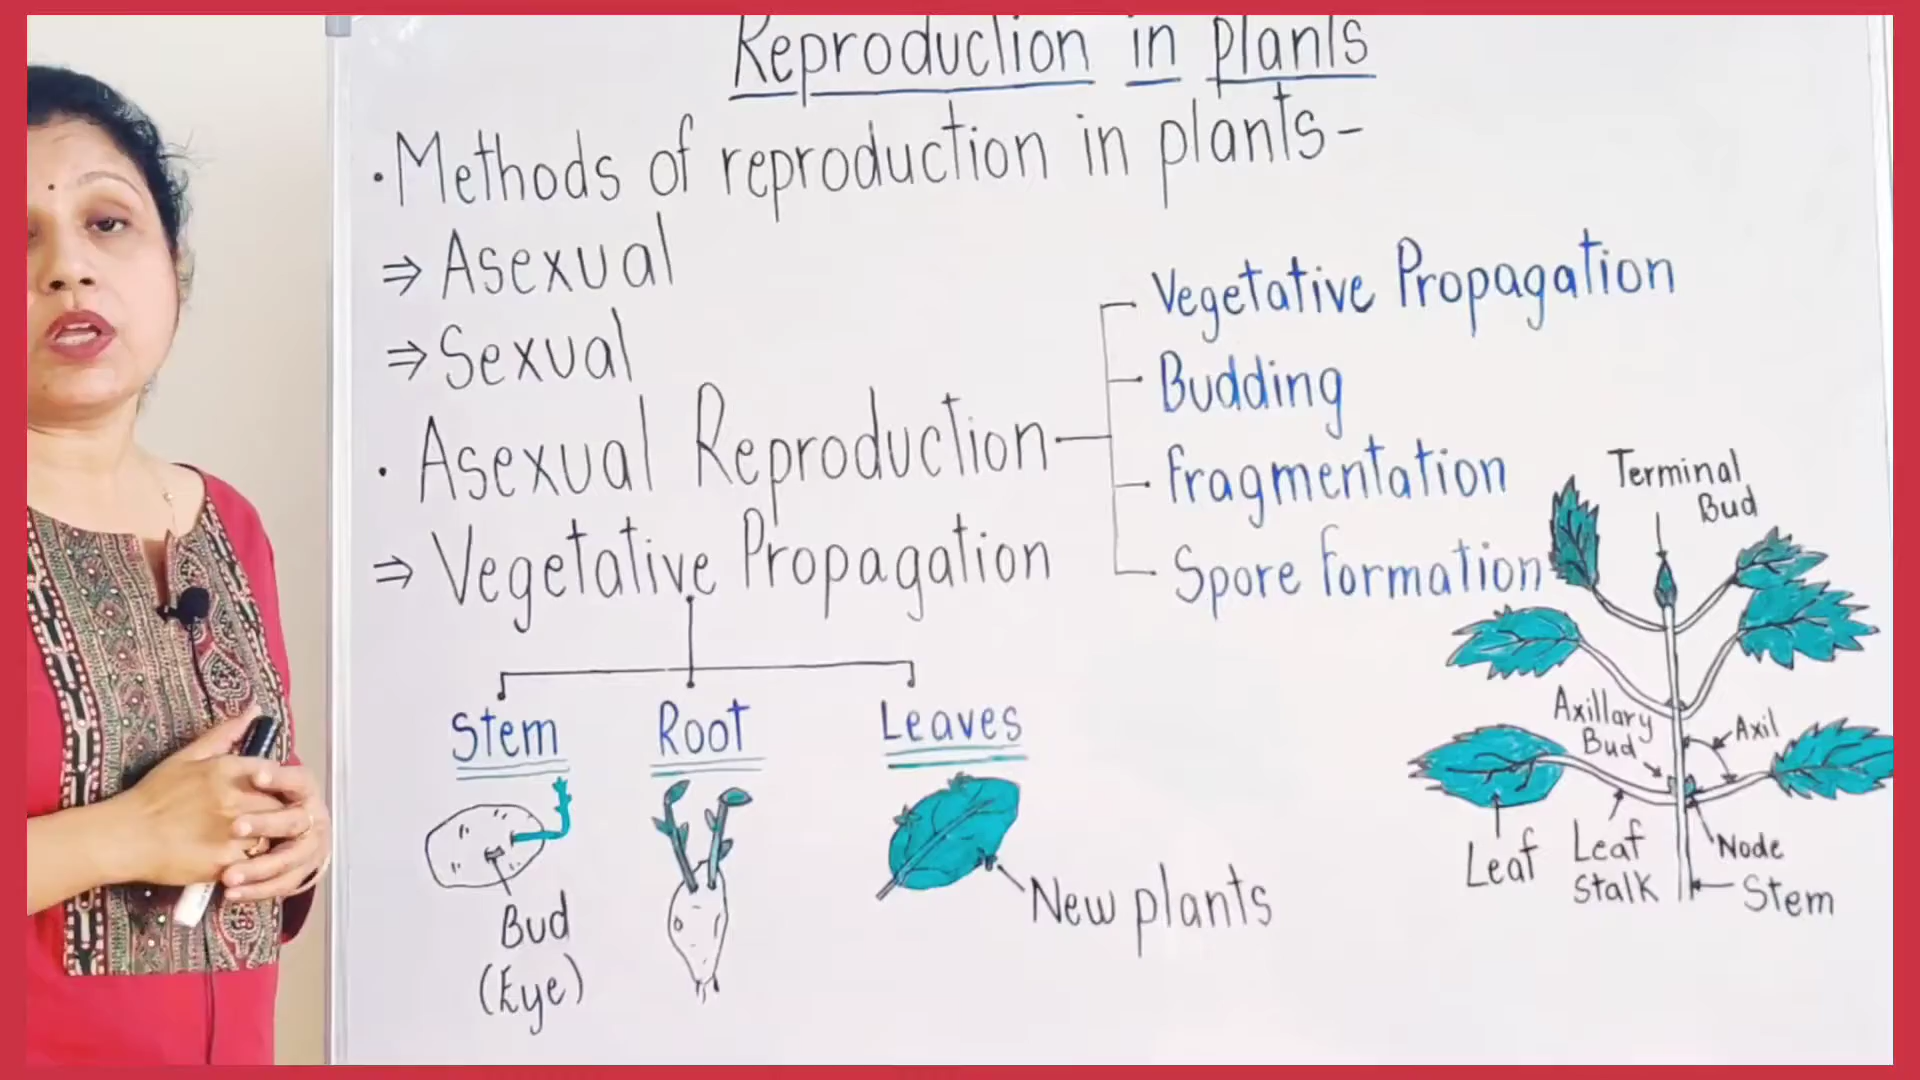 Reproduction in plants
• Methods of reproduction in plants -
⇒ Asexual
⇒ Sexual
• Asexual Reproduction
Vegetative Propagation
Budding
Fragmentation
Spore Formation
⇒ Vegetative Propagation
Stem
Root
Leaves
Bud
(Eye)
New plants
Terminal
Bud
Axillary
Bud
Axil
Leaf
Leaf
Stalk
Node
Stem